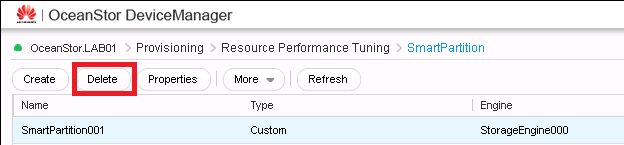 OceanStor DeviceManager
OceanStor.LAB01 > Provisioning > Resource Performance Tuning > SmartPartition
Create Delete Properties More Refresh
Name Type Engine
SmartPartition001 Custom StorageEngine000